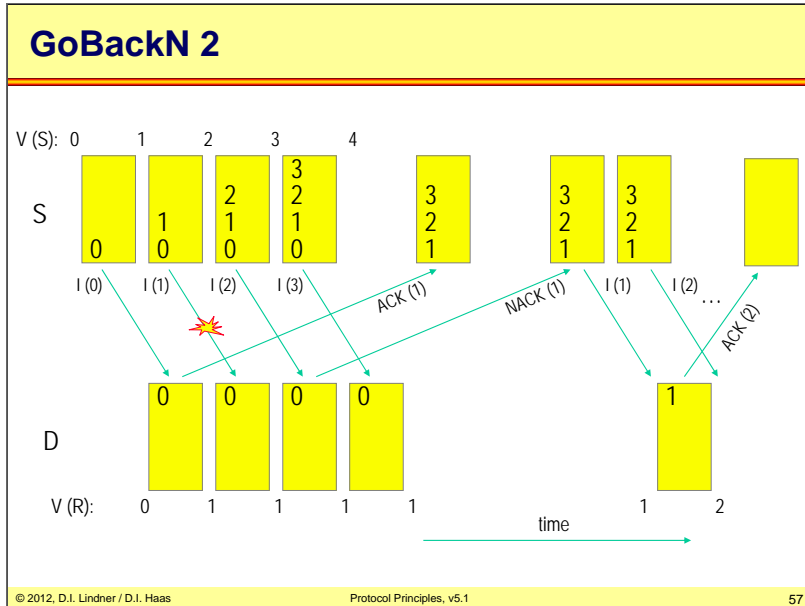 GoBackN 2
V (S): 0 1 2 3 4
3
2 2 3 3 3
S 1 1 1 2 2 2
0 0 0 0 1 1 1
I (0) I (1) I (2) I (3) ACK (1) NACK (1) I (1) I (2) ... ACK (2)
0 0 0 0 1
D
V (R): 0 1 1 1 1 1 2
time
© 2012, D.I. Lindner / D.I. Haas Protocol Principles, v5.1 57